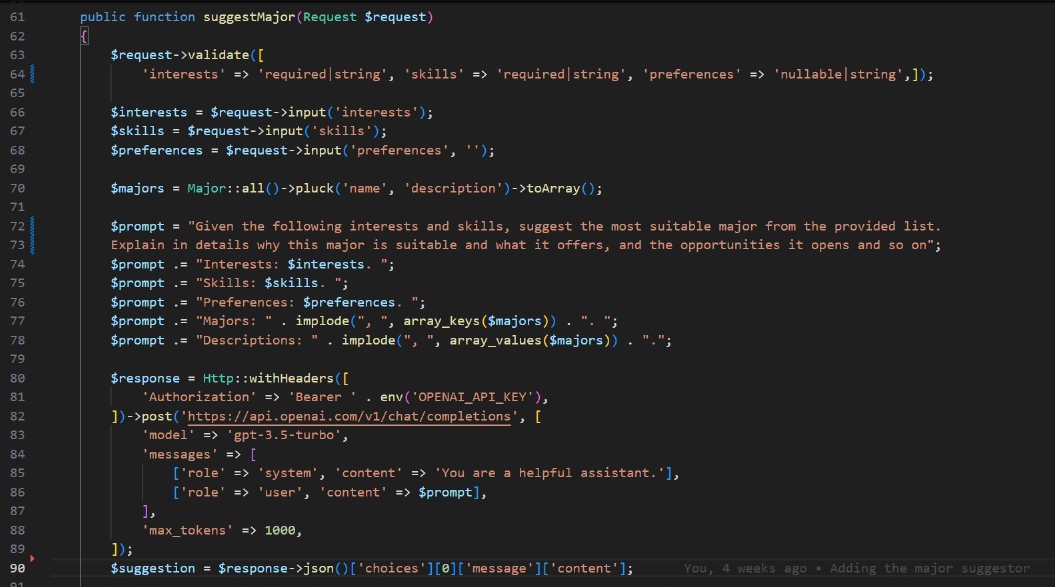 61 public function suggestMajor(Request $request)
62 {
63 $request->validate([
64 'interests' => 'required|string', 'skills' => 'required|string', 'preferences' => 'nullable|string',]);
65
66 $interests = $request->input('interests');
67 $skills = $request->input('skills');
68 $preferences = $request->input('preferences', '');
69
70 $majors = Major::all()->pluck('name', 'description')->toArray();
71
72 $prompt = "Given the following interests and skills, suggest the most suitable major from the provided list.
73 Explain in details why this major is suitable and what it offers, and the opportunities it opens and so on";
74 $prompt .= "Interests: $interests. ";
75 $prompt .= "Skills: $skills. ";
76 $prompt .= "Preferences: $preferences. ";
77 $prompt .= "Majors: " . implode(", ", array_keys($majors)) . ". ";
78 $prompt .= "Descriptions: " . implode(", ", array_values($majors)) . ".";
79
80 $response = Http::withHeaders([
81 'Authorization' => 'Bearer ' . env('OPENAI_API_KEY'),
82 ])->post('https://api.openai.com/v1/chat/completions', [
83 'model' => 'gpt-3.5-turbo',
84 'messages' => [
85 ['role' => 'system', 'content' => 'You are a helpful assistant.'],
86 ['role' => 'user', 'content' => $prompt],
87 ],
88 'max_tokens' => 1000,
89 ]);
90 $suggestion = $response->json()['choices'][0]['message']['content']; You, 4 weeks ago • Adding the major suggestor
91